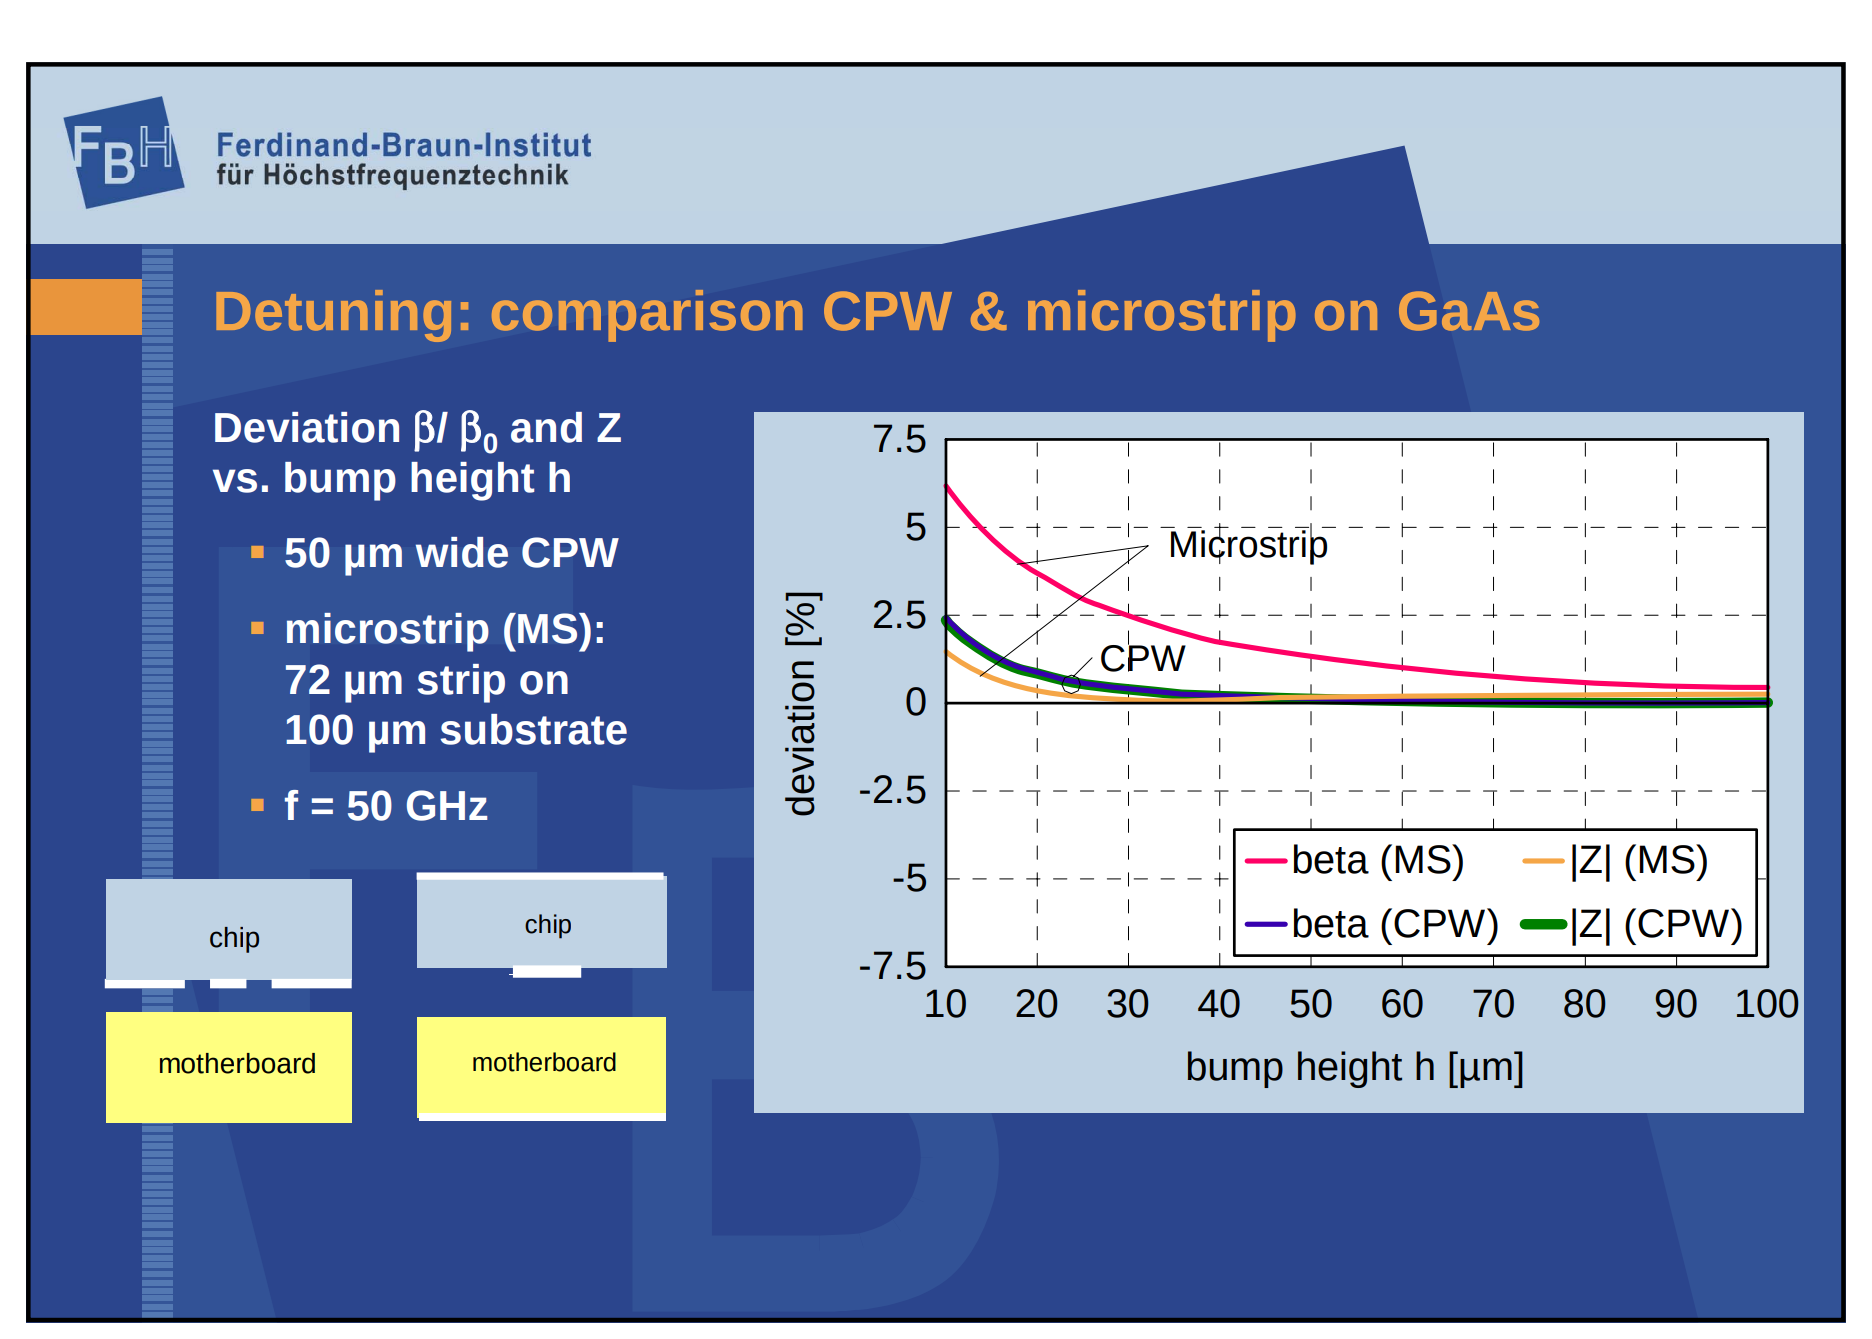 FBH
Ferdinand-Braun-Institut
für Höchstfrequenztechnik
Detuning: comparison CPW & microstrip on GaAs
Deviation β/ β0 and Z
vs. bump height h
▪ 50 µm wide CPW
▪ microstrip (MS):
72 µm strip on
100 µm substrate
▪ f = 50 GHz
chip
motherboard
chip
motherboard
deviation [%]
7.5
5
2.5
0
-2.5
-5
-7.5
Microstrip
CPW
beta (MS) |Z| (MS)
beta (CPW) |Z| (CPW)
10 20 30 40 50 60 70 80 90 100
bump height h [µm]